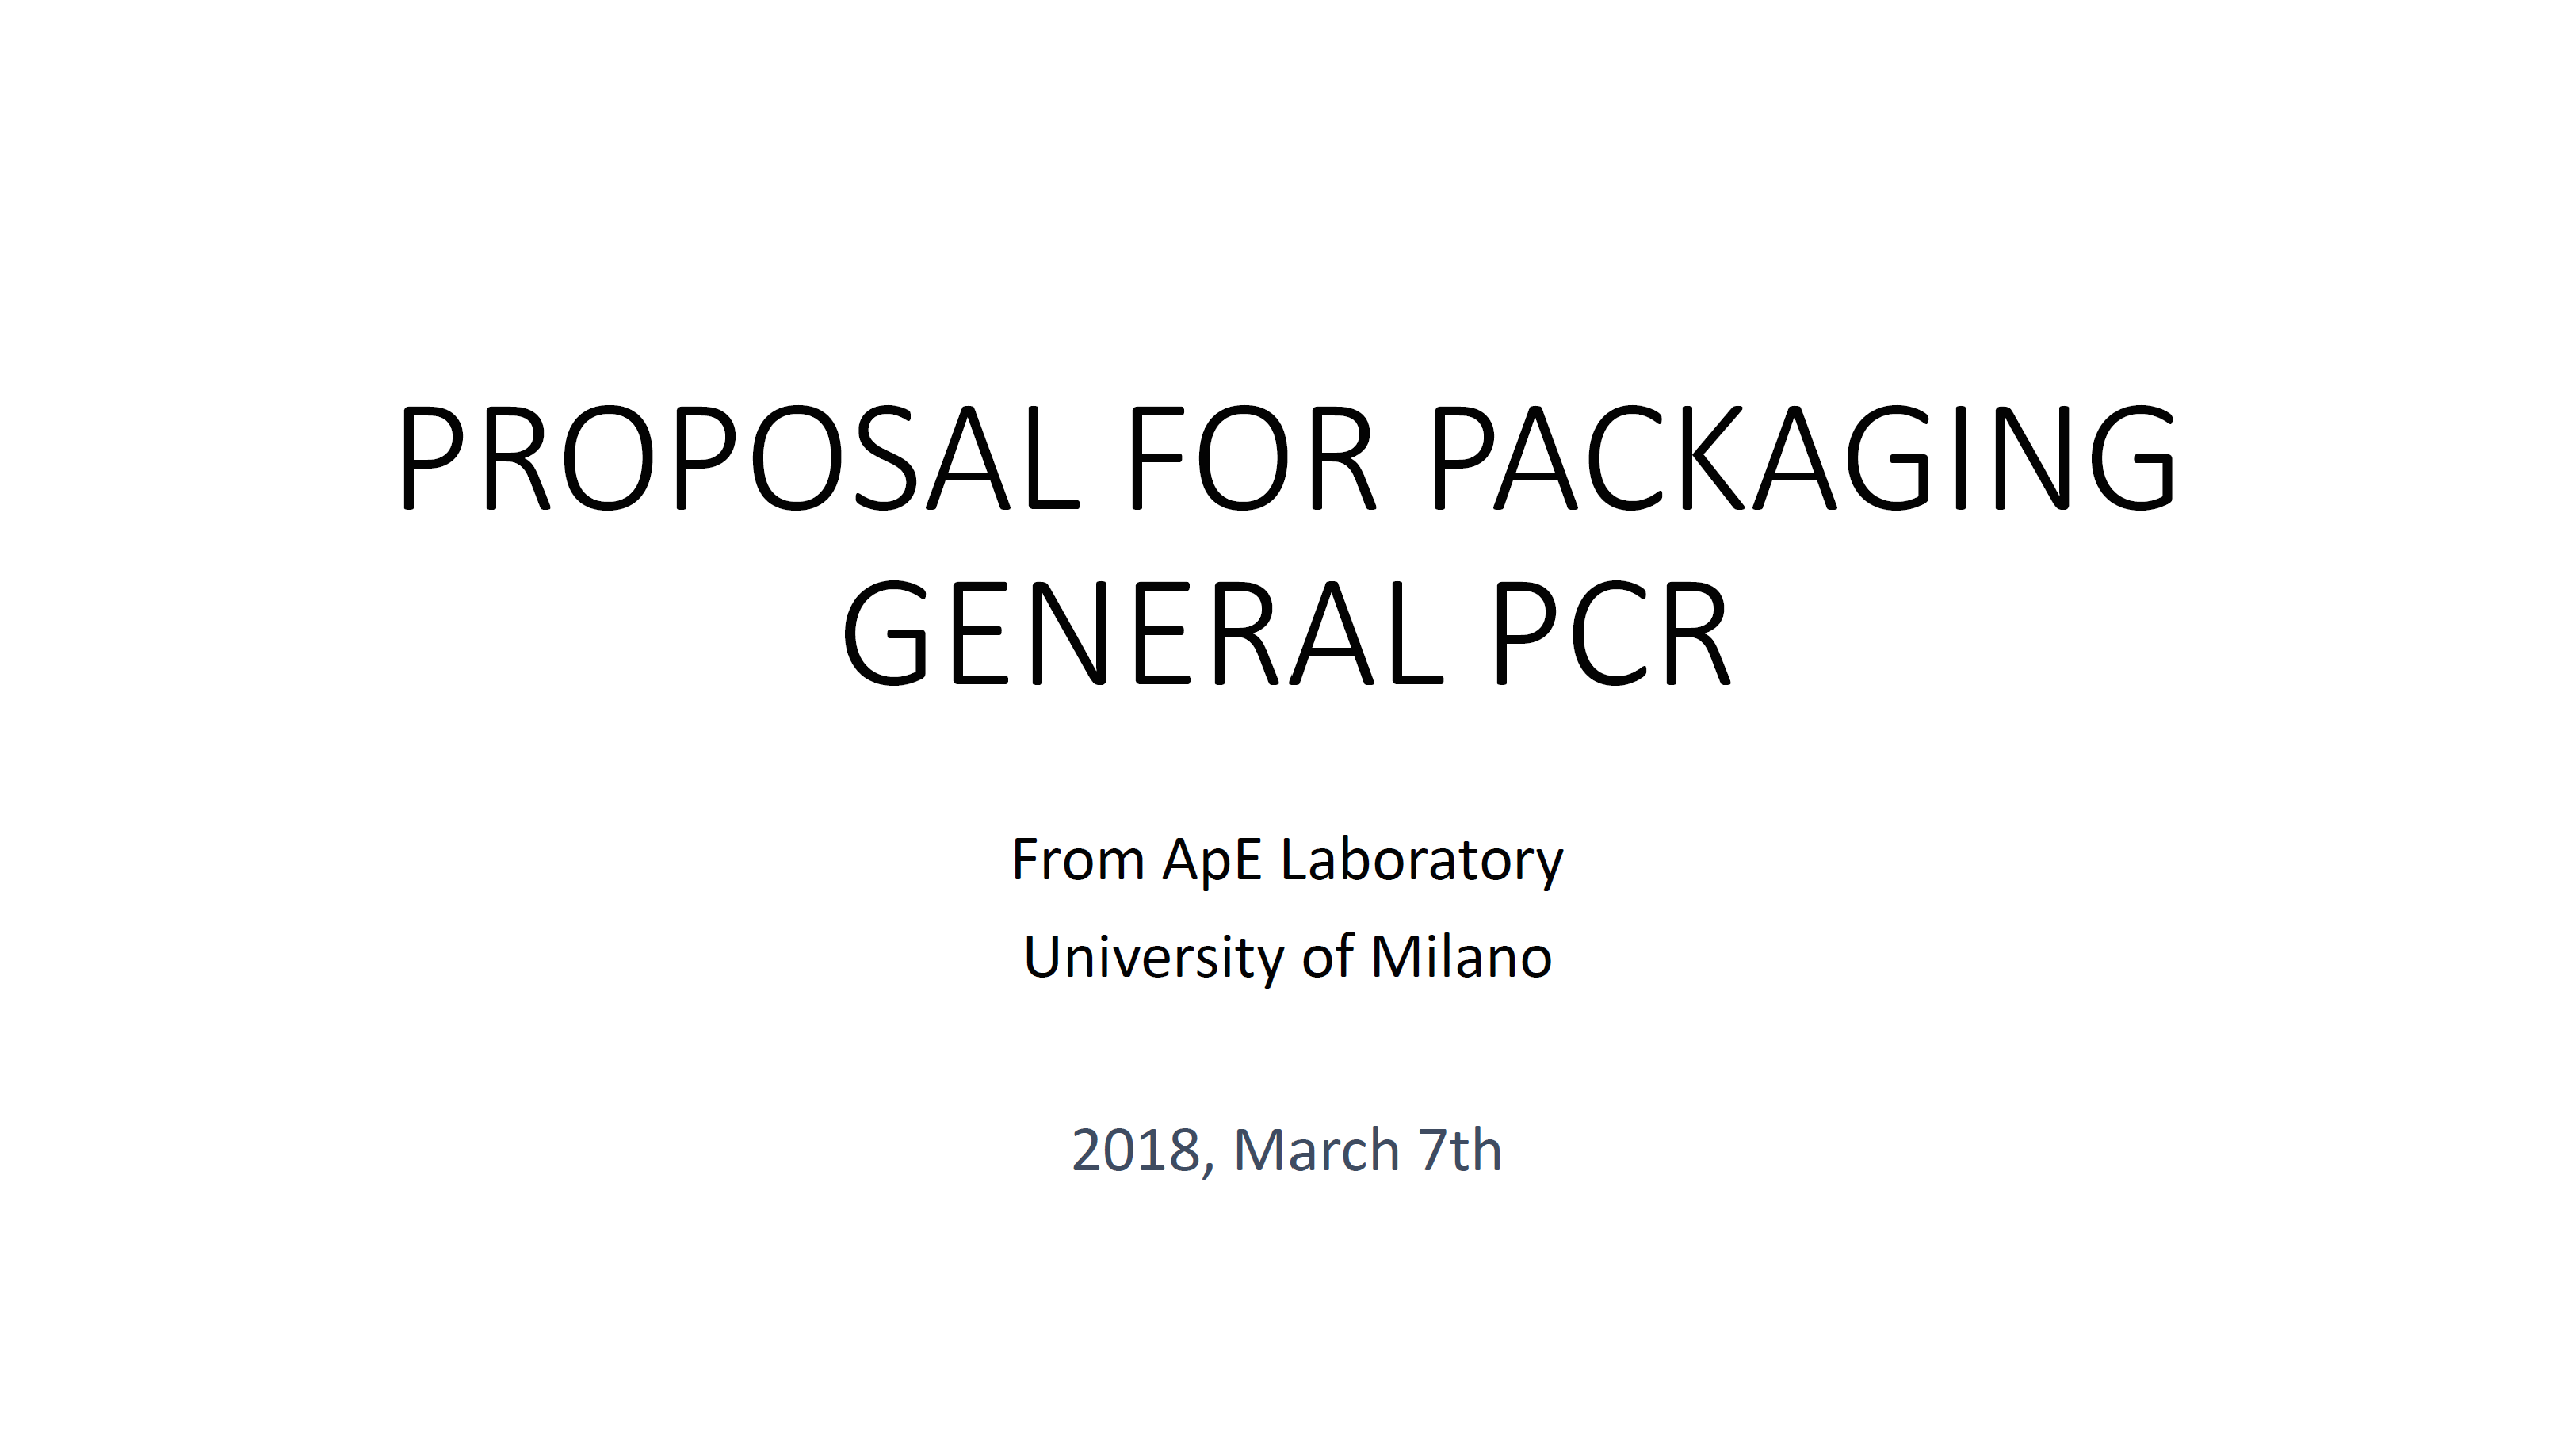 PROPOSAL FOR PACKAGING
GENERAL PCR
From ApE Laboratory
University of Milano
2018, March 7th